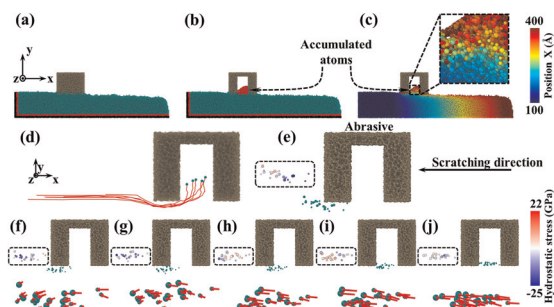 (a)
(b)
(c)
y
z
x
Accumulated
atoms
400
Position X (Å)
100
(d)
(e)
Abrasive
y
z
x
Scratching direction
(f)
(g)
(h)
(i)
(j)
22
Hydrostatic stress (GPa)
-25